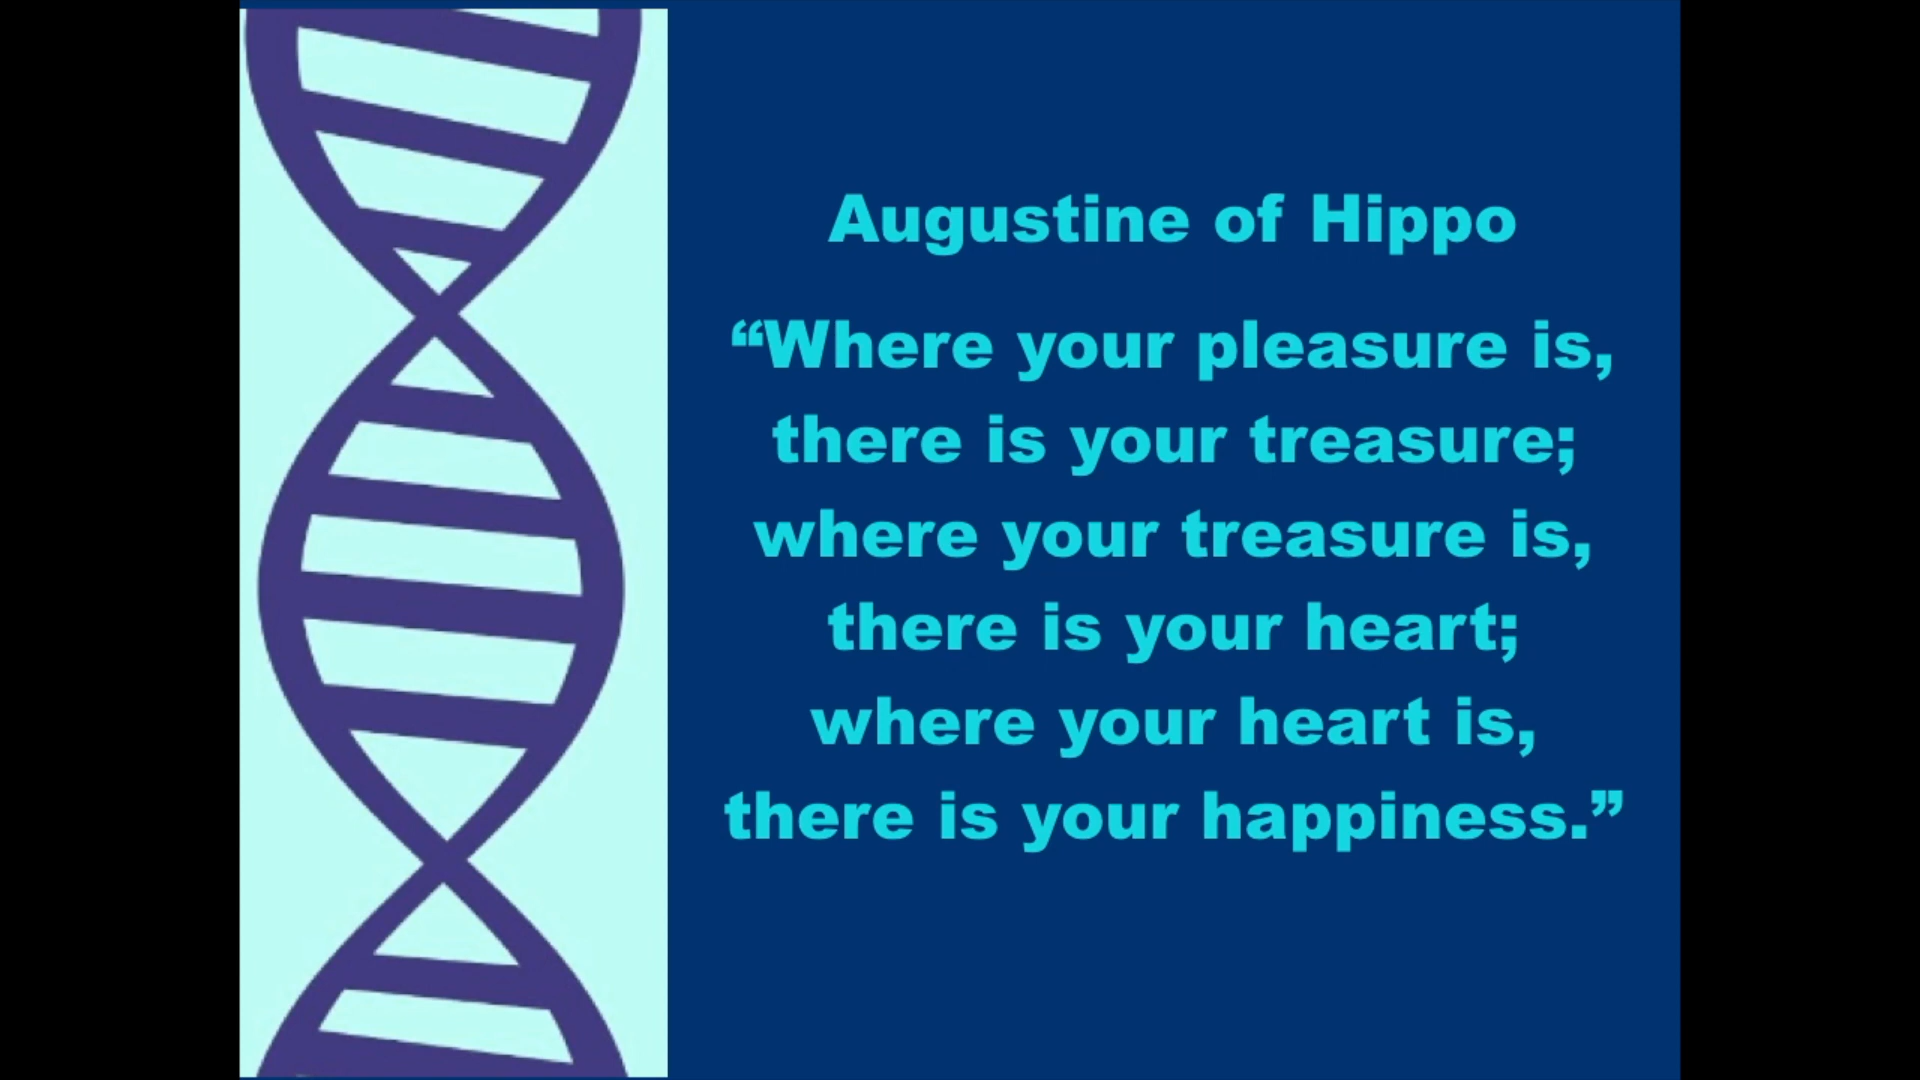 Augustine of Hippo
“Where your pleasure is,
there is your treasure;
where your treasure is,
there is your heart;
where your heart is,
there is your happiness.”